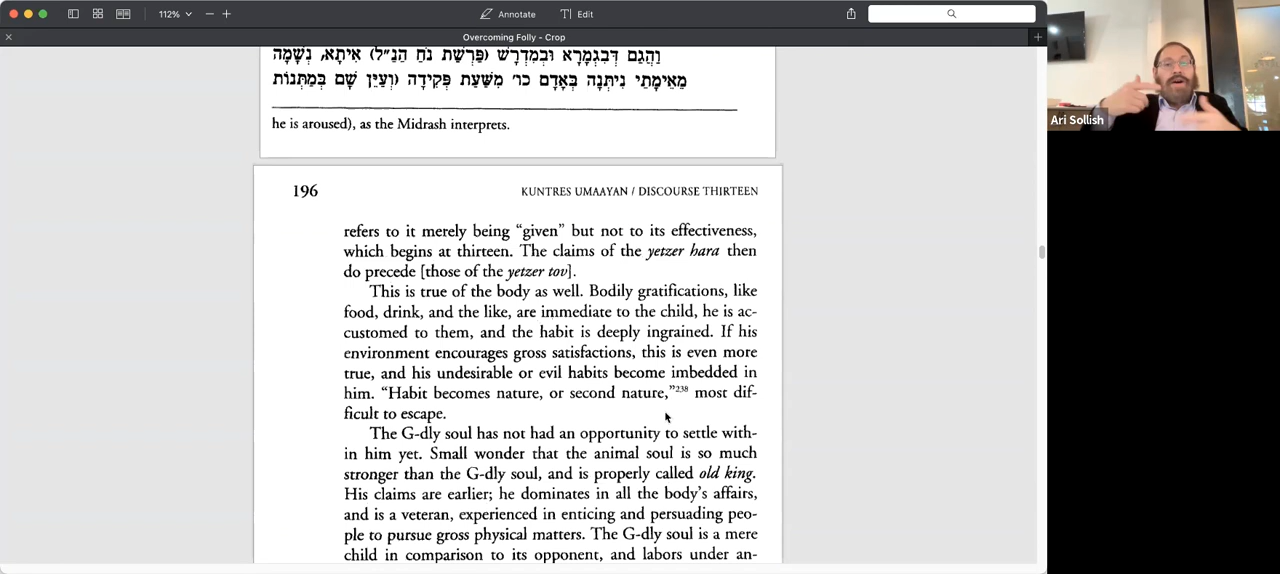 112%
Annotate
Edit
Overcoming Folly - Crop
וַהֲגַם דְּבִגְמָרָא וּבְמִדְרָשׁ (פָּרְשַׁת נֹחַ הַנַּ״ל) אִיתָא, נְשָׁמָה
מֵאֵימָתַי נִיתְּנָה בְּאָדָם כו׳ מִשְּׁעַת פְּקִידָה (וְעַיֵּן שָׁם בְּמַתְּנוֹת
he is aroused), as the Midrash interprets.
196
KUNTRES UMAAYAN / DISCOURSE THIRTEEN
refers to it merely being “given” but not to its effectiveness,
which begins at thirteen. The claims of the yetzer hara then
do precede [those of the yetzer tov].
This is true of the body as well. Bodily gratifications, like
food, drink, and the like, are immediate to the child, he is ac-
customed to them, and the habit is deeply ingrained. If his
environment encourages gross satisfactions, this is even more
true, and his undesirable or evil habits become imbedded in
him. “Habit becomes nature, or second nature,”238 most dif-
ficult to escape.
The G-dly soul has not had an opportunity to settle with-
in him yet. Small wonder that the animal soul is so much
stronger than the G-dly soul, and is properly called old king.
His claims are earlier; he dominates in all the body’s affairs,
and is a veteran, experienced in enticing and persuading peo-
ple to pursue gross physical matters. The G-dly soul is a mere
child in comparison to its opponent, and labors under an-
Ari Sollish